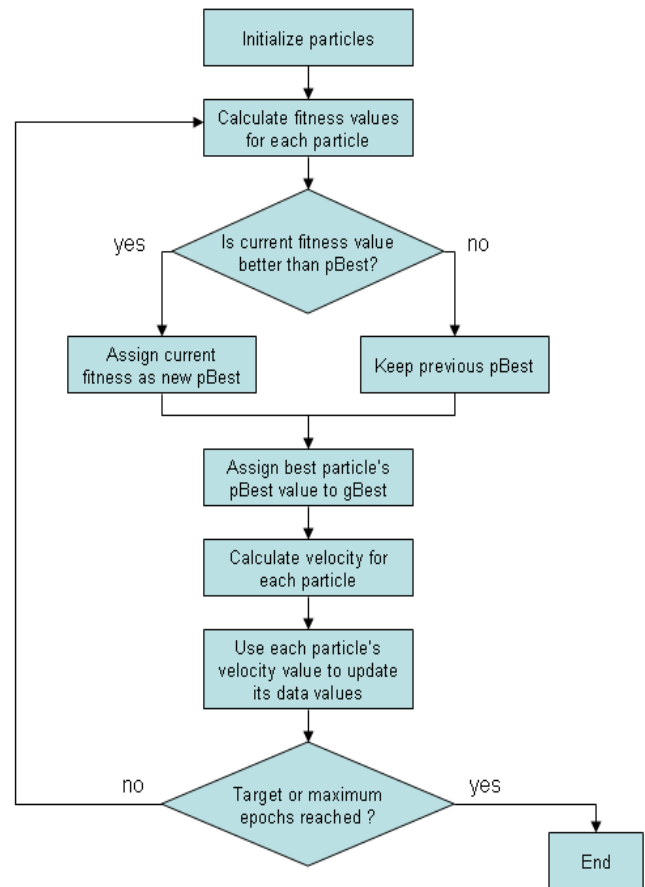 Initialize particles
Calculate fitness values
for each particle
Is current fitness value
better than pBest?
yes
no
Assign current
fitness as new pBest
Keep previous pBest
Assign best particle's
pBest value to gBest
Calculate velocity for
each particle
Use each particle's
velocity value to update
its data values
Target or maximum
epochs reached ?
no
yes
End